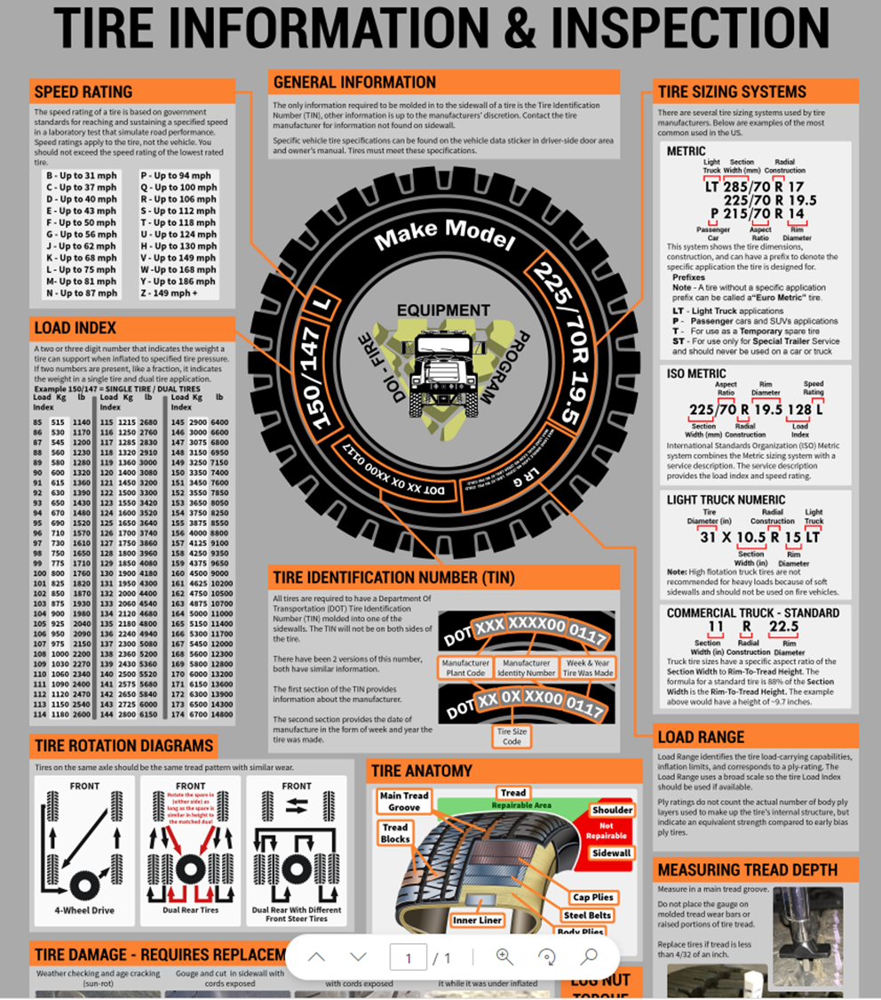 TIRE INFORMATION & INSPECTION
SPEED RATING
The speed rating of a tire is based on government
standards for reaching and sustaining a specified speed
in a laboratory test that simulate road performance.
Speed ratings apply to the tire, not the vehicle. You
should not exceed the speed rating of the lowest rated
tire.
B - Up to 31 mph
C - Up to 37 mph
D - Up to 40 mph
E - Up to 43 mph
F - Up to 50 mph
G - Up to 56 mph
J - Up to 62 mph
K - Up to 68 mph
L - Up to 75 mph
M- Up to 81 mph
N - Up to 87 mph
P - Up to 94 mph
Q - Up to 100 mph
R - Up to 106 mph
S - Up to 112 mph
T - Up to 118 mph
U - Up to 124 mph
H - Up to 130 mph
V - Up to 149 mph
W -Up to 168 mph
Y - Up to 186 mph
Z - 149 mph +
LOAD INDEX
A two or three digit number that indicates the weight a
tire can support when inflated to specified tire pressure.
If two numbers are present, like a fraction, it indicates
the weight in a single tire and dual tire application.
Example 150/147 = SINGLE TIRE / DUAL TIRES
Load Kg lb Load Kg lb Load Kg lb
Index Index Index
85 515 1140 115 1215 2680 145 2900 6400
86 530 1170 116 1250 2760 146 3000 6600
87 545 1200 117 1285 2830 147 3075 6800
88 560 1230 118 1320 2910 148 3150 6950
89 580 1280 119 1360 3000 149 3250 7150
90 600 1320 120 1400 3080 150 3350 7400
91 615 1360 121 1450 3200 151 3450 7600
92 630 1390 122 1500 3300 152 3550 7850
93 650 1430 123 1550 3420 153 3650 8050
94 670 1480 124 1600 3520 154 3750 8250
95 690 1520 125 1650 3640 155 3875 8550
96 710 1570 126 1700 3740 156 4000 8800
97 730 1610 127 1750 3860 157 4125 9100
98 750 1650 128 1800 3960 158 4250 9350
99 775 1710 129 1850 4080 159 4375 9650
100 800 1760 130 1900 4180 160 4500 9000
101 825 1820 131 1950 4300 161 4625 10200
102 850 1870 132 2000 4400 162 4750 10500
103 875 1930 133 2060 4540 163 4875 10700
104 900 1980 134 2120 4680 164 5000 11000
105 925 2040 135 2180 4800 165 5150 11400
106 950 2090 136 2240 4940 166 5300 11700
107 975 2150 137 2300 5080 167 5450 12000
108 1000 2200 138 2360 5200 168 5600 12300
109 1030 2270 139 2430 5360 169 5800 12800
110 1060 2340 140 2500 5520 170 6000 13200
111 1090 2400 141 2575 5680 171 6150 13600
112 1120 2470 142 2650 5840 172 6300 13900
113 1150 2540 143 2725 6000 173 6500 14300
114 1180 2600 144 2800 6150 174 6700 14800
GENERAL INFORMATION
The only information required to be molded in to the sidewall of a tire is the Tire Identification
Number (TIN), other information is up to the manufacturers' discretion. Contact the tire
manufacturer for information not found on sidewall.
Specific vehicle tire specifications can be found on the vehicle data sticker in driver-side door area
and owner's manual. Tires must meet these specifications.
Make Model
225/70R 19.5
150/147 L
DOT XX 0X XX00 0117
LR G
EQUIPMENT
DOI - FIRE
PROGRAM
TIRE IDENTIFICATION NUMBER (TIN)
All tires are required to have a Department Of
Transportation (DOT) Tire Identification
Number (TIN) molded into one of the
sidewalls. The TIN will not be on both sides of
the tire.
There have been 2 versions of this number,
both have similar information.
The first section of the TIN provides
information about the manufacturer.
The second section provides the date of
manufacture in the form of week and year the
tire was made.
DOT XXX XXXX00 0117
Manufacturer
Plant Code
Manufacturer
Identity Number
Week & Year
Tire Was Made
DOT XX 0X XX00 0117
Tire Size
Code
TIRE SIZING SYSTEMS
There are several tire sizing systems used by tire
manufacturers. Below are examples of the most
common used in the US.
METRIC
Light Section Radial
Truck Width (mm) Construction
LT 285/70 R 17
225/70 R 19.5
P 215/70 R 14
Passenger Aspect Rim
Car Ratio Diameter
This system shows the tire dimensions,
construction, and can have a prefix to denote the
specific application the tire is designed for.
Prefixes
Note - A tire without a specific application
prefix can be called a“Euro Metric” tire.
LT - Light Truck applications
P - Passenger cars and SUVs applications
T - For use as a Temporary spare tire
ST - For use only for Special Trailer Service
and should never be used on a car or truck
ISO METRIC
Aspect Rim Speed
Ratio Diameter Rating
225/70 R 19.5 128 L
Section Radial Load
Width (mm) Construction Index
International Standards Organization (ISO) Metric
system combines the Metric sizing system with a
service description. The service description
provides the load index and speed rating.
LIGHT TRUCK NUMERIC
Tire Radial Light
Diameter (in) Construction Truck
31 X 10.5 R 15 LT
Section Rim
Width (in) Diameter
Note: High flotation truck tires are not
recommended for heavy loads because of soft
sidewalls and should not be used on fire vehicles.
COMMERCIAL TRUCK - STANDARD
11 R 22.5
Section Radial Rim
Width (in) Construction Diameter
Truck tire sizes have a specific aspect ratio of the
Section Width to Rim-To-Tread Height. The
formula for a standard tire is 88% of the Section
Width is the Rim-To-Tread Height. The example
above would have a height of ~9.7 inches.
LOAD RANGE
Load Range identifies the tire load-carrying capabilities,
inflation limits, and corresponds to a ply-rating. The
Load Range uses a broad scale so the tire Load Index
should be used if available.
Ply ratings do not count the actual number of body ply
layers used to make up the tire's internal structure, but
indicate an equivalent strength compared to early bias
ply tires.
TIRE ROTATION DIAGRAMS
Tires on the same axle should be the same tread pattern with similar wear.
FRONT
4-Wheel Drive
FRONT
Rotate the spare in
(either side) as
long as the spare is
similar in height to
the matched dual
Dual Rear Tires
FRONT
Dual Rear With Different
Front Steer Tires
TIRE ANATOMY
Main Tread
Groove
Tread
Repairable Area
Shoulder
Tread
Blocks
Not
Repairable
Sidewall
Cap Plies
Steel Belts
Inner Liner
Body Plies
MEASURING TREAD DEPTH
Measure in a main tread groove.
Do not place the gauge on
molded tread wear bars or
raised portions of tire tread.
Replace tires if tread is less
than 4/32 of an inch.
TIRE DAMAGE - REQUIRES REPLACEM
Weather checking and age cracking
(sun-rot)
Gouge and cut in sidewall with
cords exposed
with cords exposed
it while it was under inflated
LUG NUT
TORQUE
1 / 1